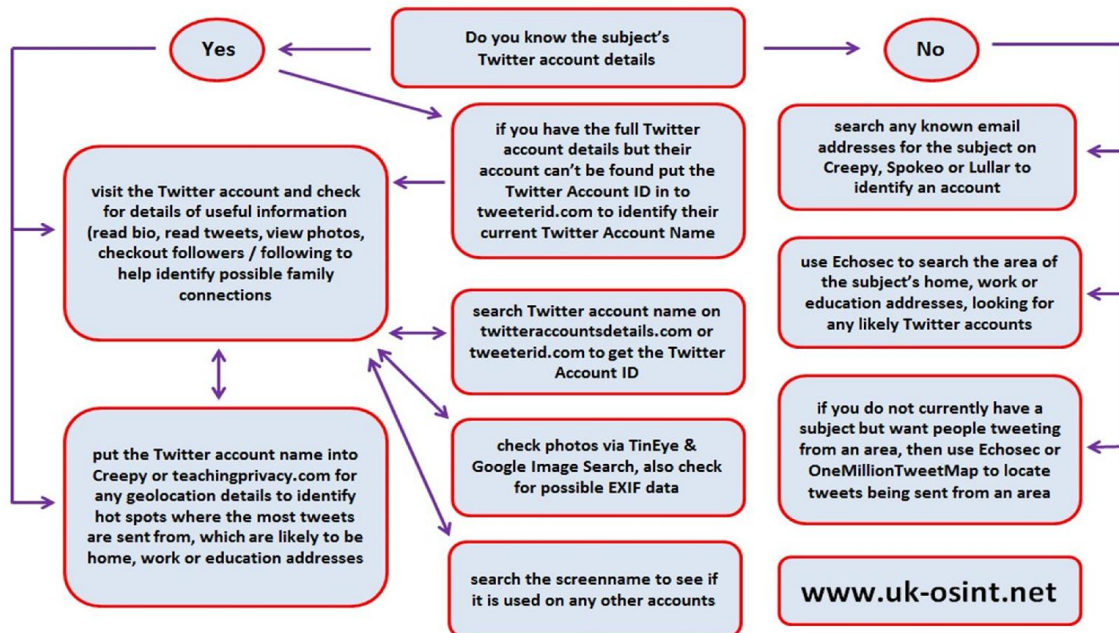 Yes
Do you know the subject's
Twitter account details
No
if you have the full Twitter
account details but their
account can't be found put the
Twitter Account ID in to
tweeterid.com to identify their
current Twitter Account Name
search any known email
addresses for the subject on
Creepy, Spokeo or Lullar to
identify an account
visit the Twitter account and check
for details of useful information
(read bio, read tweets, view photos,
checkout followers / following to
help identify possible family
connections
use Echosec to search the area of
the subject's home, work or
education addresses, looking for
any likely Twitter accounts
search Twitter account name on
twitteraccountsdetails.com or
tweeterid.com to get the Twitter
Account ID
put the Twitter account name into
Creepy or teachingprivacy.com for
any geolocation details to identify
hot spots where the most tweets
are sent from, which are likely to be
home, work or education addresses
check photos via TinEye &
Google Image Search, also check
for possible EXIF data
if you do not currently have a
subject but want people tweeting
from an area, then use Echosec or
OneMillionTweetMap to locate
tweets being sent from an area
search the screenname to see if
it is used on any other accounts
www.uk-osint.net